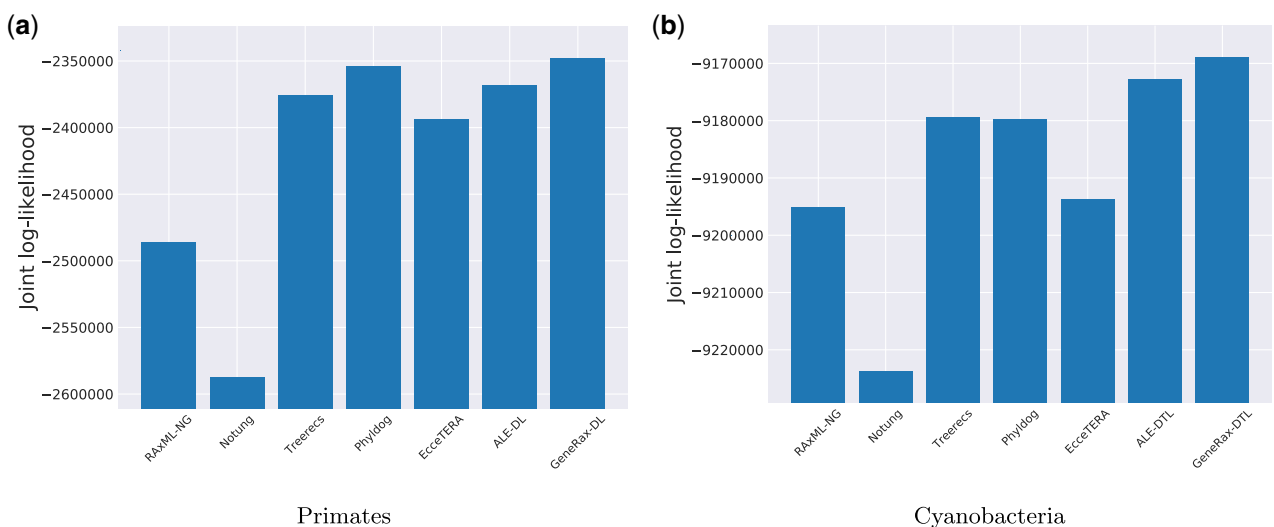 (a)
Joint log-likelihood
−2350000
−2400000
−2450000
−2500000
−2550000
−2600000
RAxML-NG
Notung
Treerecs
Phyldog
EcceTERA
ALE-DL
GeneRax-DL
Primates
(b)
Joint log-likelihood
−9170000
−9180000
−9190000
−9200000
−9210000
−9220000
RAxML-NG
Notung
Treerecs
Phyldog
EcceTERA
ALE-DTL
GeneRax-DTL
Cyanobacteria